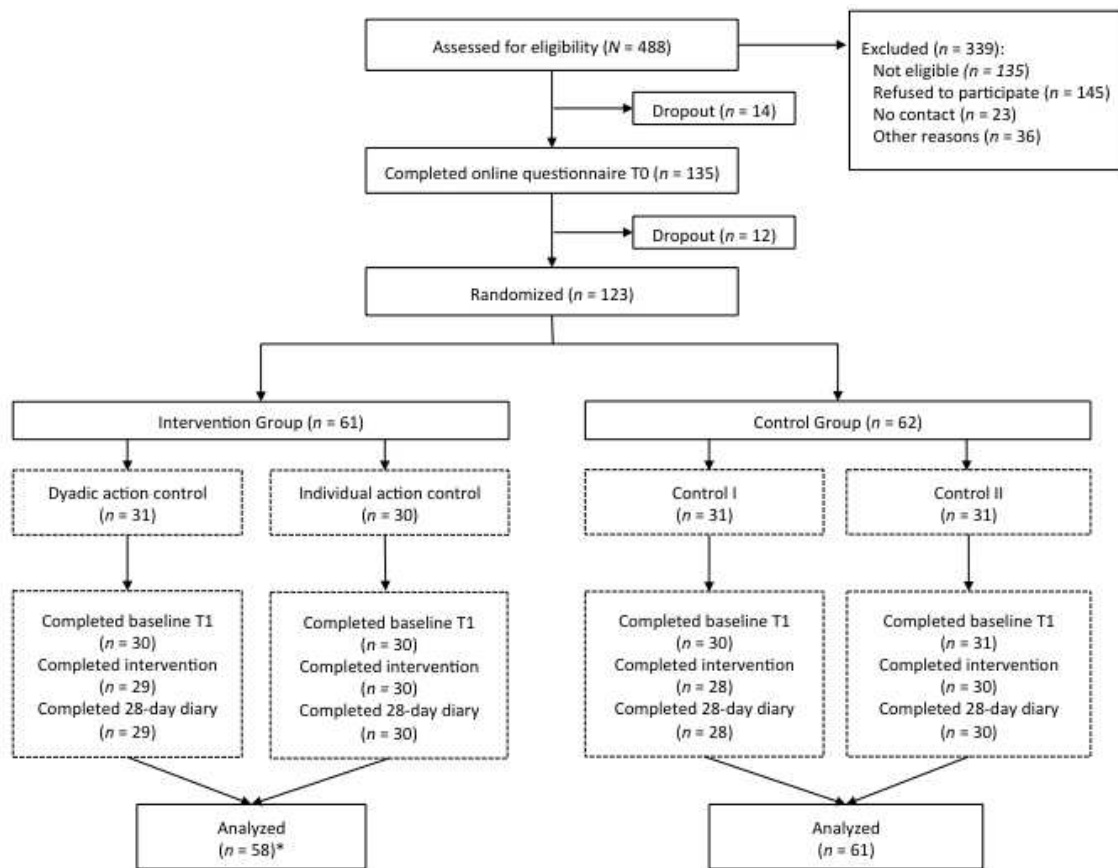 Assessed for eligibility (N = 488)
Excluded (n = 339):
Not eligible (n = 135)
Refused to participate (n = 145)
No contact (n = 23)
Other reasons (n = 36)
Dropout (n = 14)
Completed online questionnaire T0 (n = 135)
Dropout (n = 12)
Randomized (n = 123)
Intervention Group (n = 61)
Control Group (n = 62)
Dyadic action control
(n = 31)
Individual action control
(n = 30)
Control I
(n = 31)
Control II
(n = 31)
Completed baseline T1
(n = 30)
Completed intervention
(n = 29)
Completed 28-day diary
(n = 29)
Completed baseline T1
(n = 30)
Completed intervention
(n = 30)
Completed 28-day diary
(n = 30)
Completed baseline T1
(n = 30)
Completed intervention
(n = 28)
Completed 28-day diary
(n = 28)
Completed baseline T1
(n = 31)
Completed intervention
(n = 30)
Completed 28-day diary
(n = 30)
Analyzed
(n = 58)*
Analyzed
(n = 61)